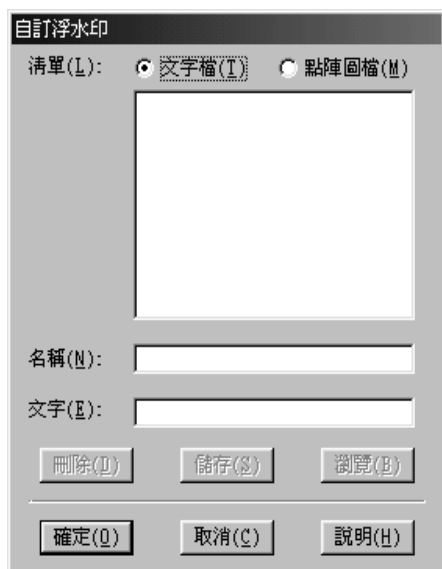 自訂浮水印
清單(L): 文字檔(T) 點陣圖檔(M)
名稱(N):
文字(E):
刪除(D) 儲存(S) 瀏覽(B)
確定(O) 取消(C) 說明(H)